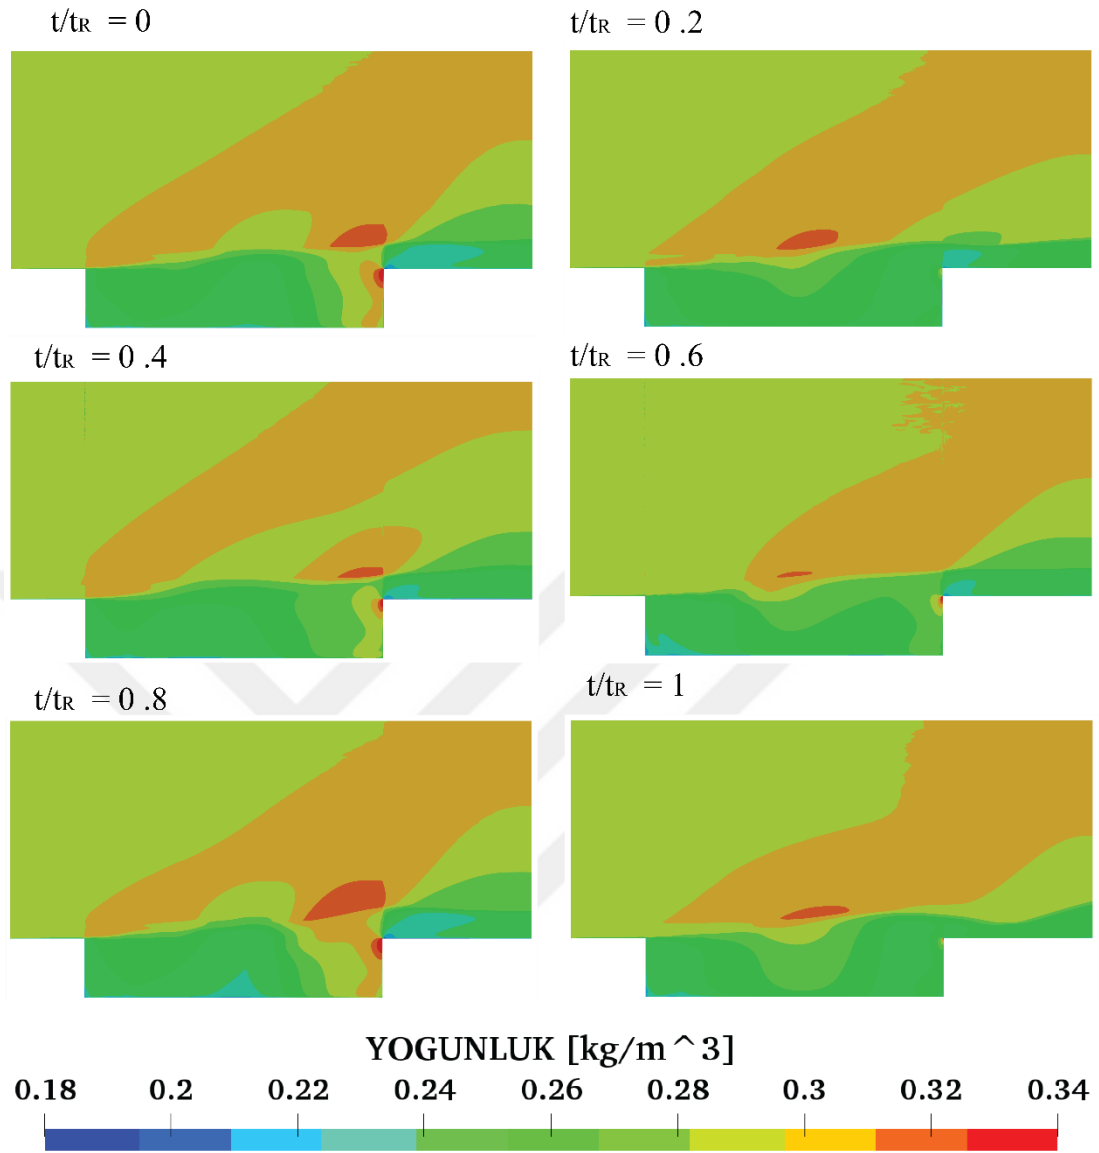 t/tR = 0
t/tR = 0 .2
t/tR = 0 .4
t/tR = 0 .6
t/tR = 0 .8
t/tR = 1
YOGUNLUK [kg/m ^ 3]
0.18 0.2 0.22 0.24 0.26 0.28 0.3 0.32 0.34